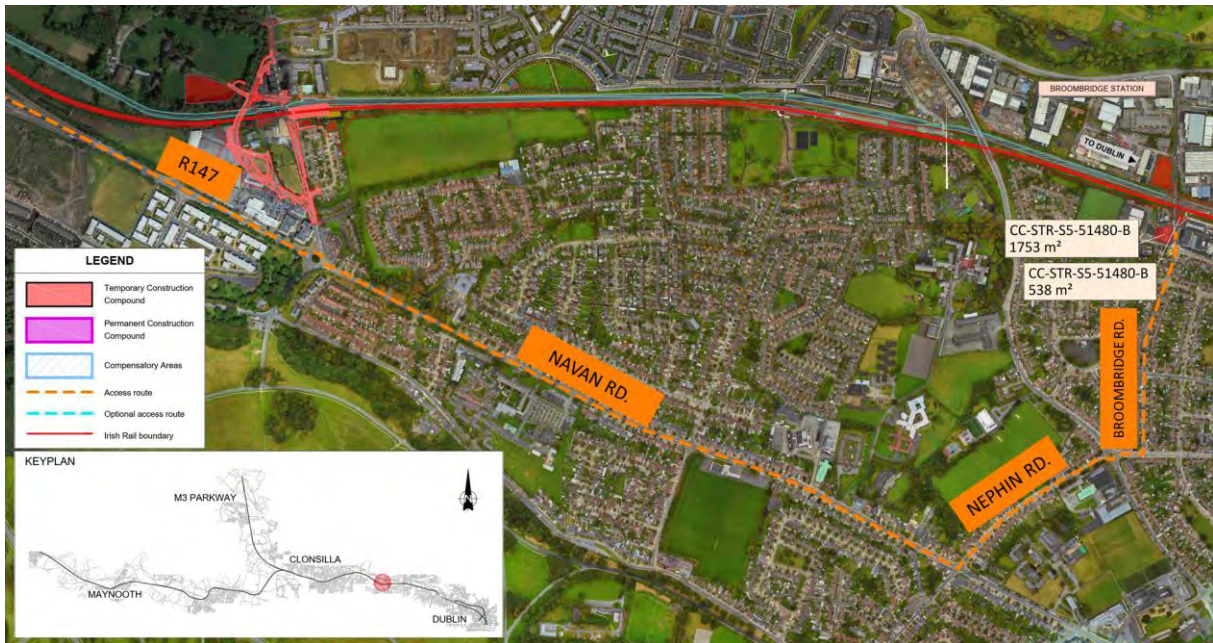 BROOMBRIDGE STATION
TO DUBLIN
R147
CC-STR-S5-51480-B
1753 m²
CC-STR-S5-51480-B
538 m²
NAVAN RD.
BROOMBRIDGE RD.
NEPHIN RD.
LEGEND
Temporary Construction
Compound
Permanent Construction
Compound
Compensatory Areas
Access route
Optional access route
Irish Rail boundary
KEYPLAN
M3 PARKWAY
N
CLONSILLA
MAYNOOTH
DUBLIN